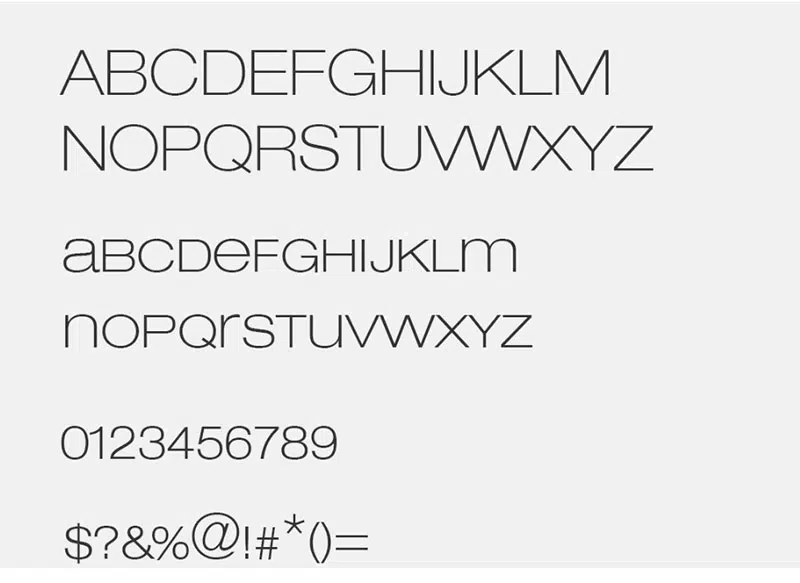 ABCDEFGHIJKLM
NOPQRSTUVWXYZ
aBCDeFGHIJKLm
nOPQrSTUVWXYZ
0123456789
$?&%@!#*()=